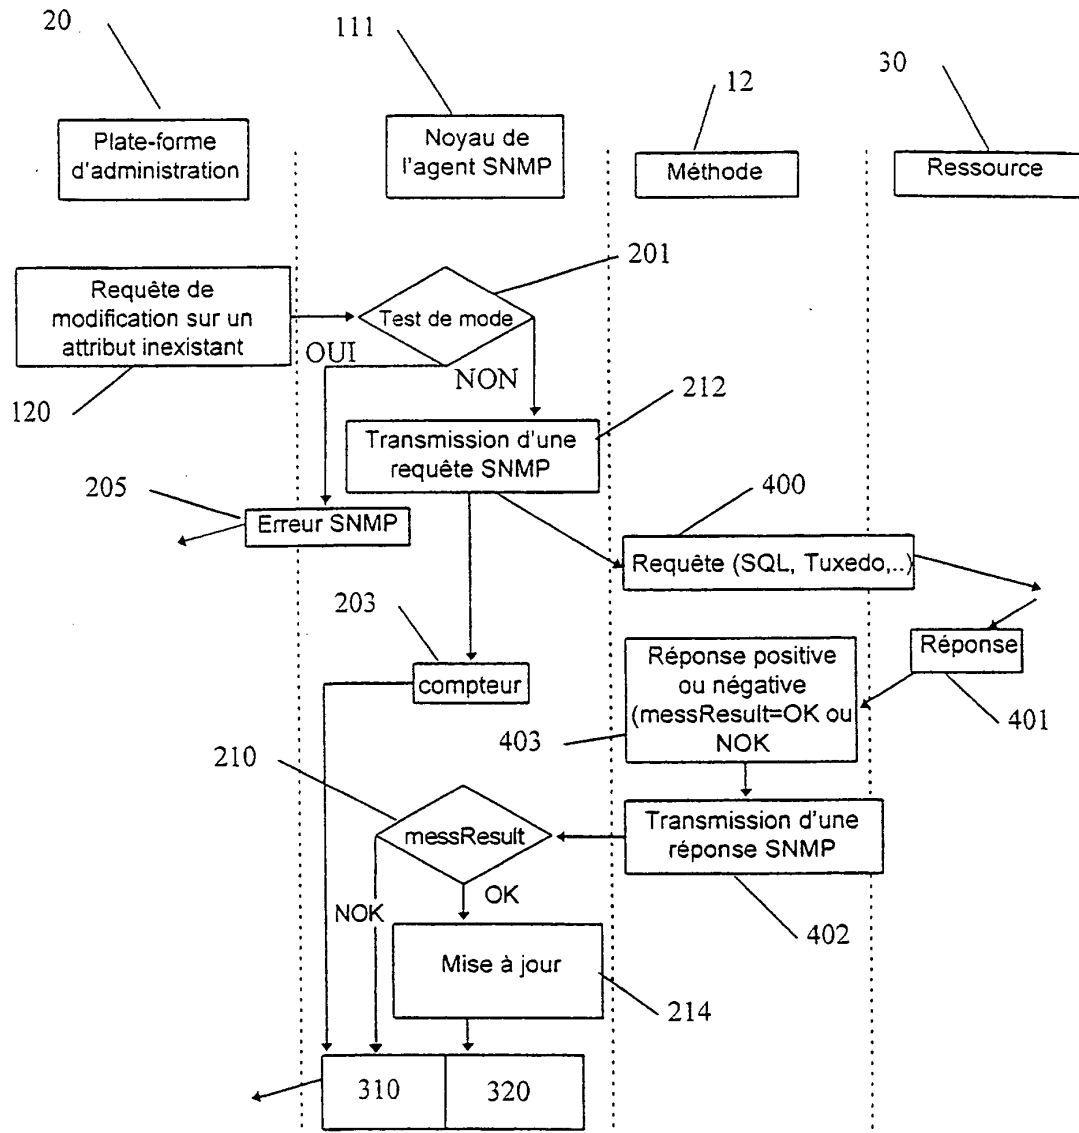 20
111
12
30
Plate-forme
d'administration
Noyau de
l'agent SNMP
Méthode
Ressource
201
Requête de
modification sur un
attribut inexistant
Test de mode
OUI
NON
120
212
Transmission d'une
requête SNMP
205
400
Erreur SNMP
Requête (SQL, Tuxedo,..)
203
Réponse
compteur
Réponse positive
ou négative
(messResult=OK ou
NOK
401
403
210
messResult
Transmission d'une
réponse SNMP
OK
NOK
402
Mise à jour
214
310
320